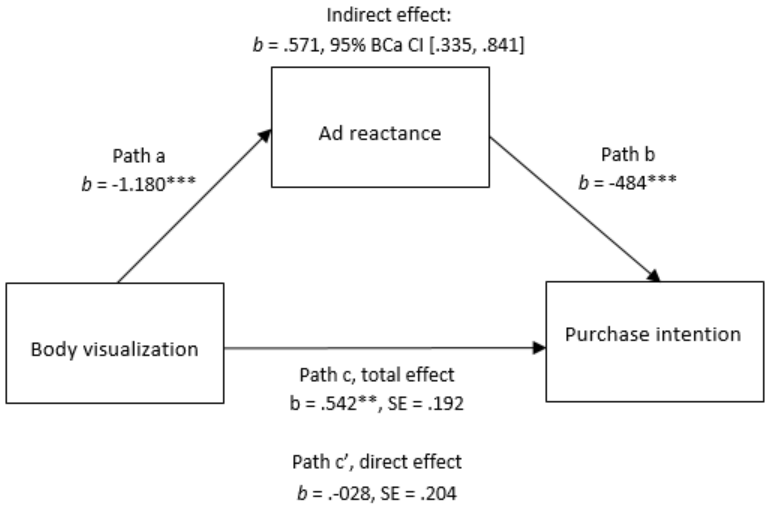 Indirect effect:
b = .571, 95% BCa CI [.335, .841]
Ad reactance
Path a
b = -1.180***
Path b
b = -484***
Body visualization
Purchase intention
Path c, total effect
b = .542**, SE = .192
Path c’, direct effect
b = .-028, SE = .204